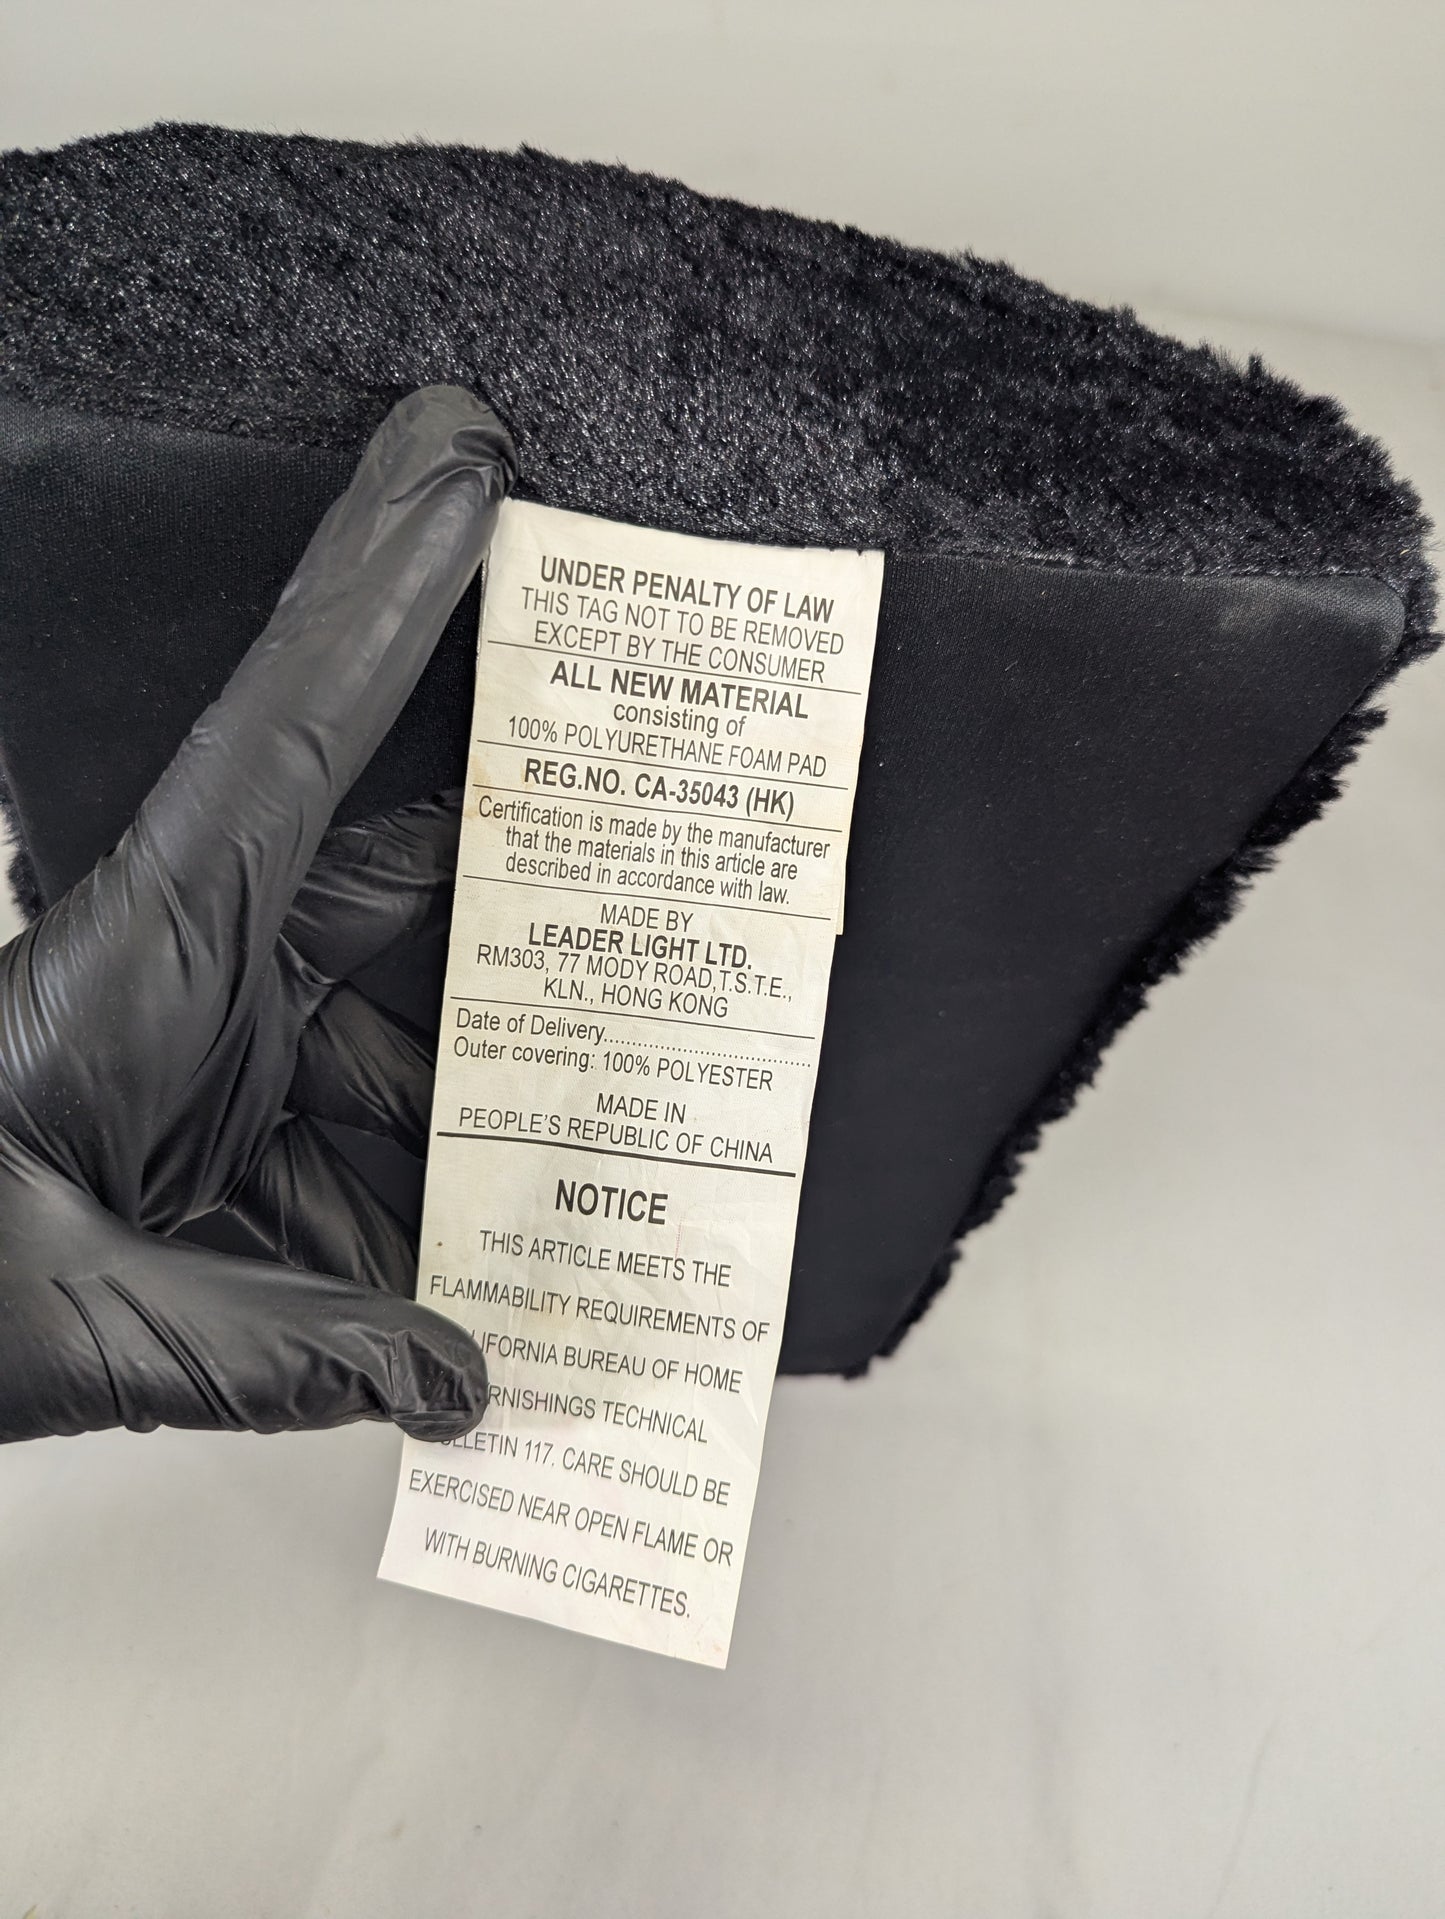 UNDER PENALTY OF LAW
THIS TAG NOT TO BE REMOVED
EXCEPT BY THE CONSUMER
ALL NEW MATERIAL
consisting of
100% POLYURETHANE FOAM PAD
REG.NO. CA-35043 (HK)
Certification is made by the manufacturer
that the materials in this article are
described in accordance with law.
MADE BY
LEADER LIGHT LTD.
RM303, 77 MODY ROAD,T.S.T.E.,
KLN., HONG KONG
Date of Delivery.......................................
Outer covering: 100% POLYESTER
MADE IN
PEOPLE'S REPUBLIC OF CHINA
NOTICE
THIS ARTICLE MEETS THE
FLAMMABILITY REQUIREMENTS OF
IFORNIA BUREAU OF HOME
RNISHINGS TECHNICAL
LLETIN 117. CARE SHOULD BE
EXERCISED NEAR OPEN FLAME OR
WITH BURNING CIGARETTES.